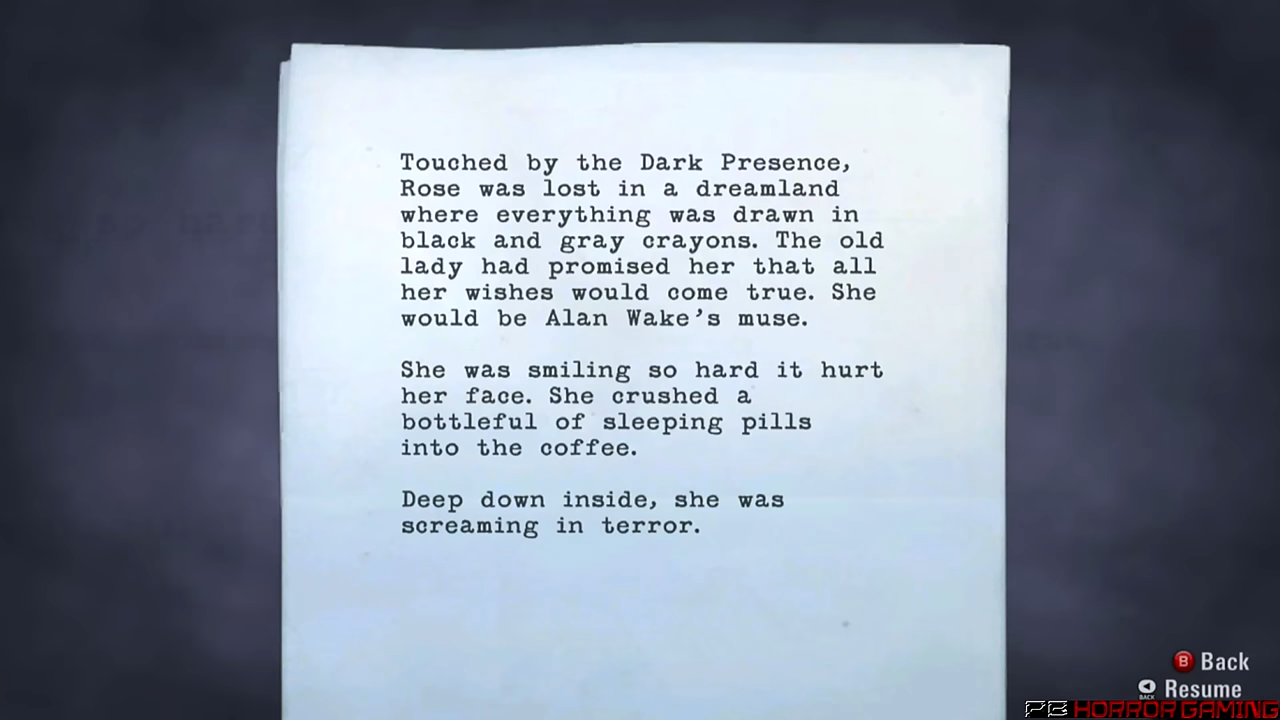 Touched by the Dark Presence,
Rose was lost in a dreamland
where everything was drawn in
black and gray crayons. The old
lady had promised her that all
her wishes would come true. She
would be Alan Wake's muse.
She was smiling so hard it hurt
her face. She crushed a
bottleful of sleeping pills
into the coffee.
Deep down inside, she was
screaming in terror.
B Back
BACK Resume
PB HORROR GAMING